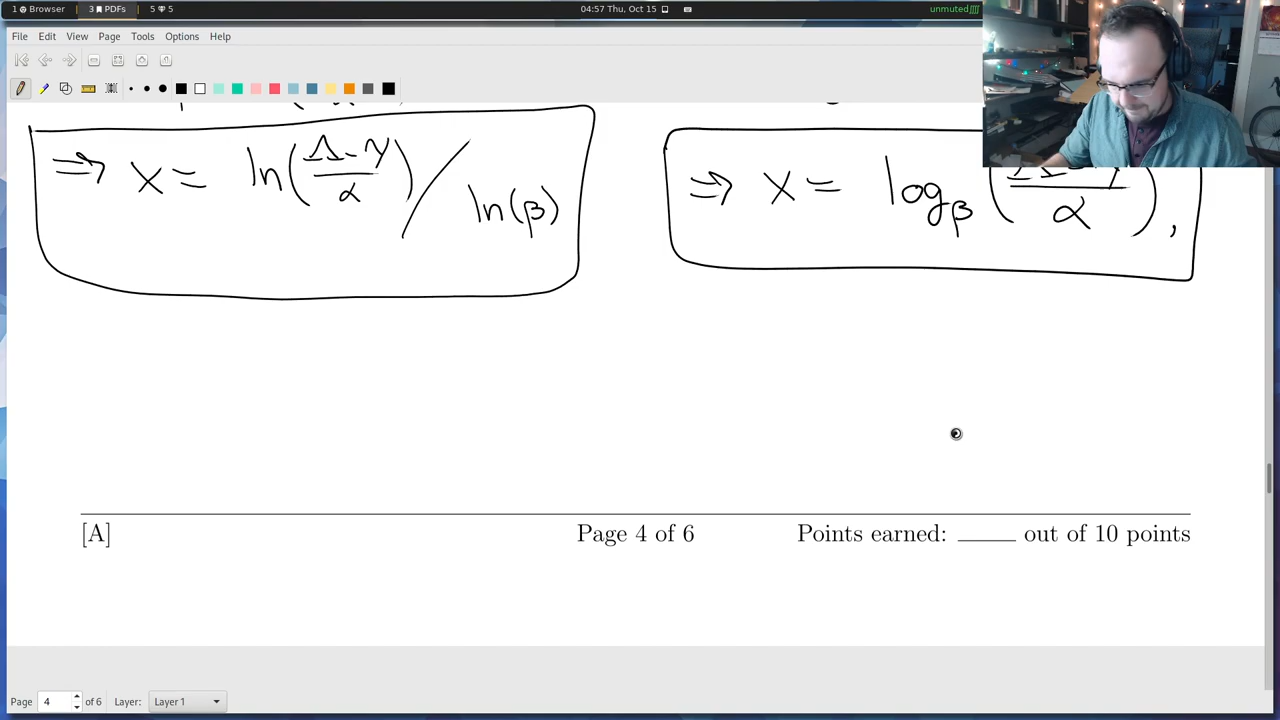 1 Browser 3 PDFs 5 5 04:57 Thu, Oct 15 unmuted
File Edit View Page Tools Options Help
⇒ x = ln((Λ-γ)/α) / ln(β)
⇒ x = log_β ( /α),
[A] Page 4 of 6 Points earned: _____ out of 10 points
Page 4 of 6 Layer: Layer 1